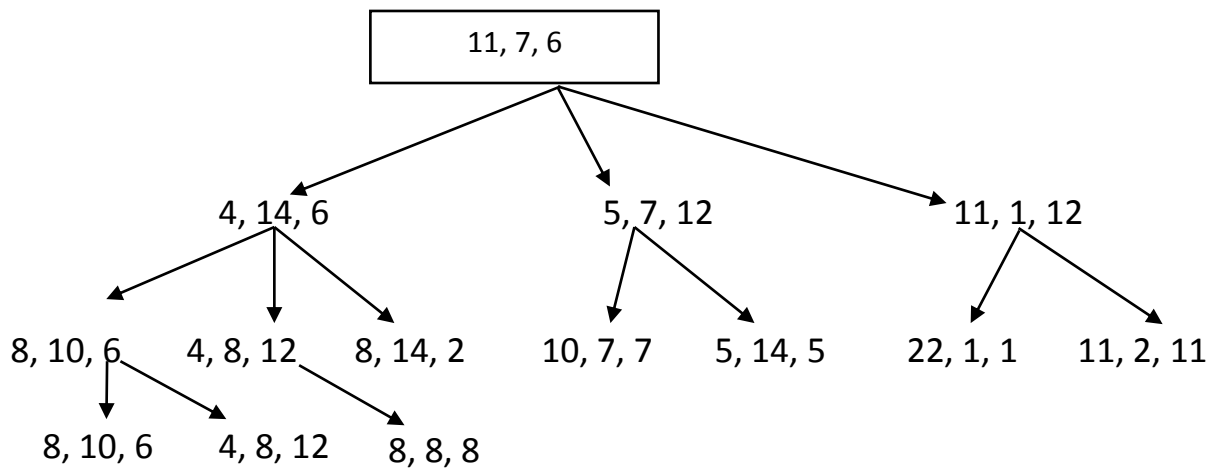 11, 7, 6
4, 14, 6
5, 7, 12
11, 1, 12
8, 10, 6
4, 8, 12
8, 14, 2
10, 7, 7
5, 14, 5
22, 1, 1
11, 2, 11
8, 10, 6
4, 8, 12
8, 8, 8